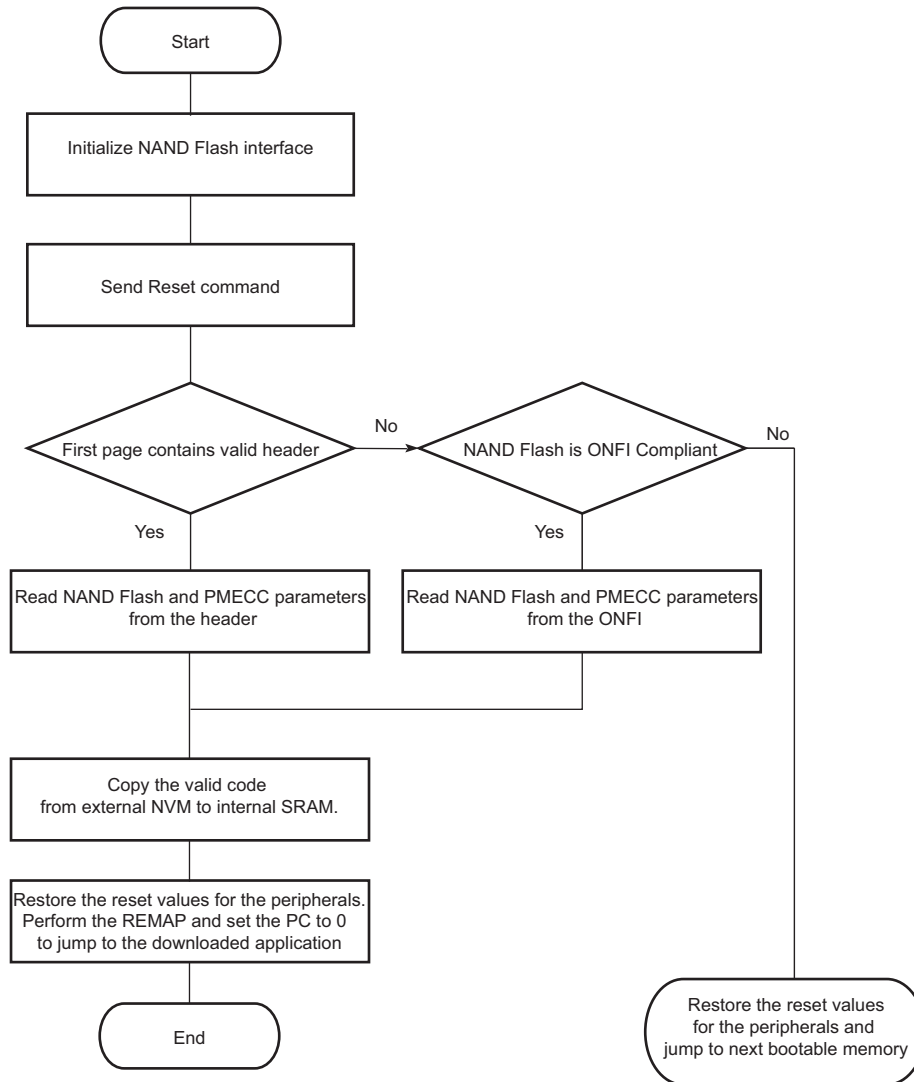 Start
Initialize NAND Flash interface
Send Reset command
First page contains valid header
No
NAND Flash is ONFI Compliant
No
Yes
Yes
Read NAND Flash and PMECC parameters
from the header
Read NAND Flash and PMECC parameters
from the ONFI
Copy the valid code
from external NVM to internal SRAM.
Restore the reset values for the peripherals.
Perform the REMAP and set the PC to 0
to jump to the downloaded application
End
Restore the reset values
for the peripherals and
jump to next bootable memory